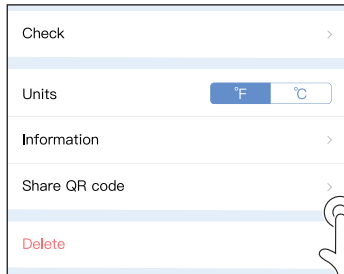 Check
Units °F °C
Information
Share QR code
Delete